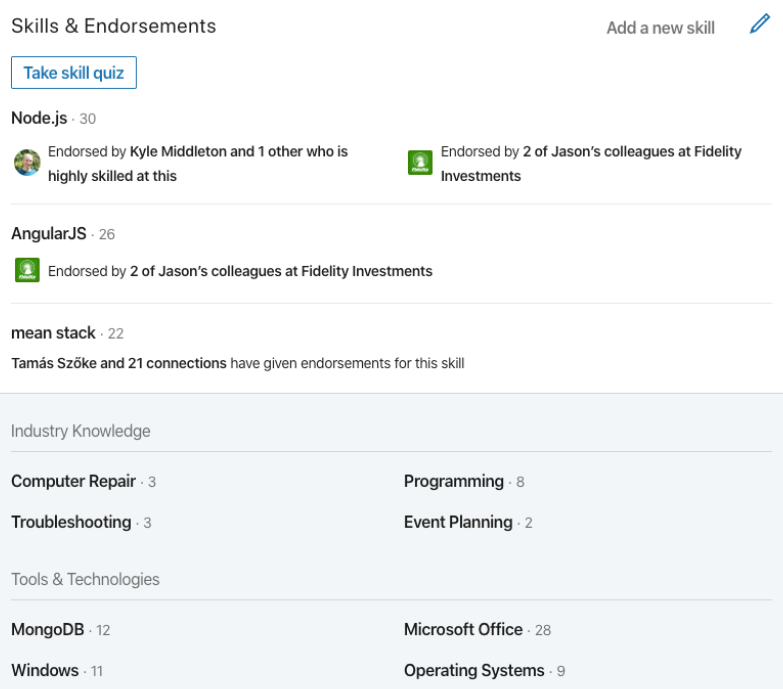 Skills & Endorsements
Add a new skill
Take skill quiz
Node.js · 30
Endorsed by Kyle Middleton and 1 other who is
highly skilled at this
Endorsed by 2 of Jason’s colleagues at Fidelity
Investments
AngularJS · 26
Endorsed by 2 of Jason’s colleagues at Fidelity Investments
mean stack · 22
Tamás Szőke and 21 connections have given endorsements for this skill
Industry Knowledge
Computer Repair · 3
Programming · 8
Troubleshooting · 3
Event Planning · 2
Tools & Technologies
MongoDB · 12
Microsoft Office · 28
Windows · 11
Operating Systems · 9